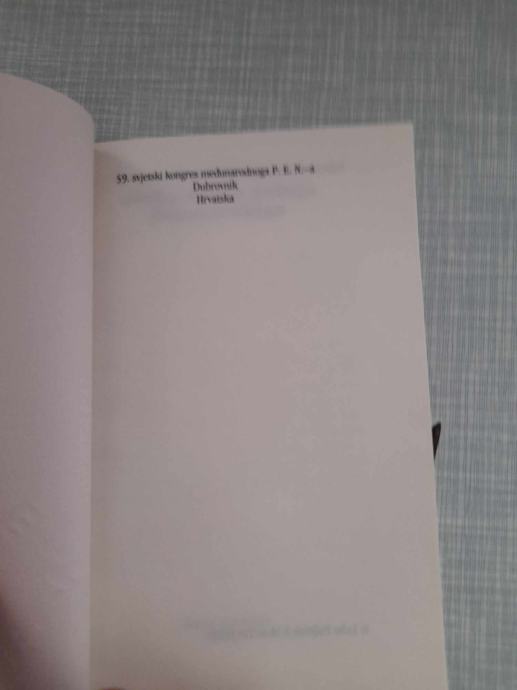 59. svjetski kongres međunarodnoga P. E. N.-a
Dubrovnik
Hrvatska